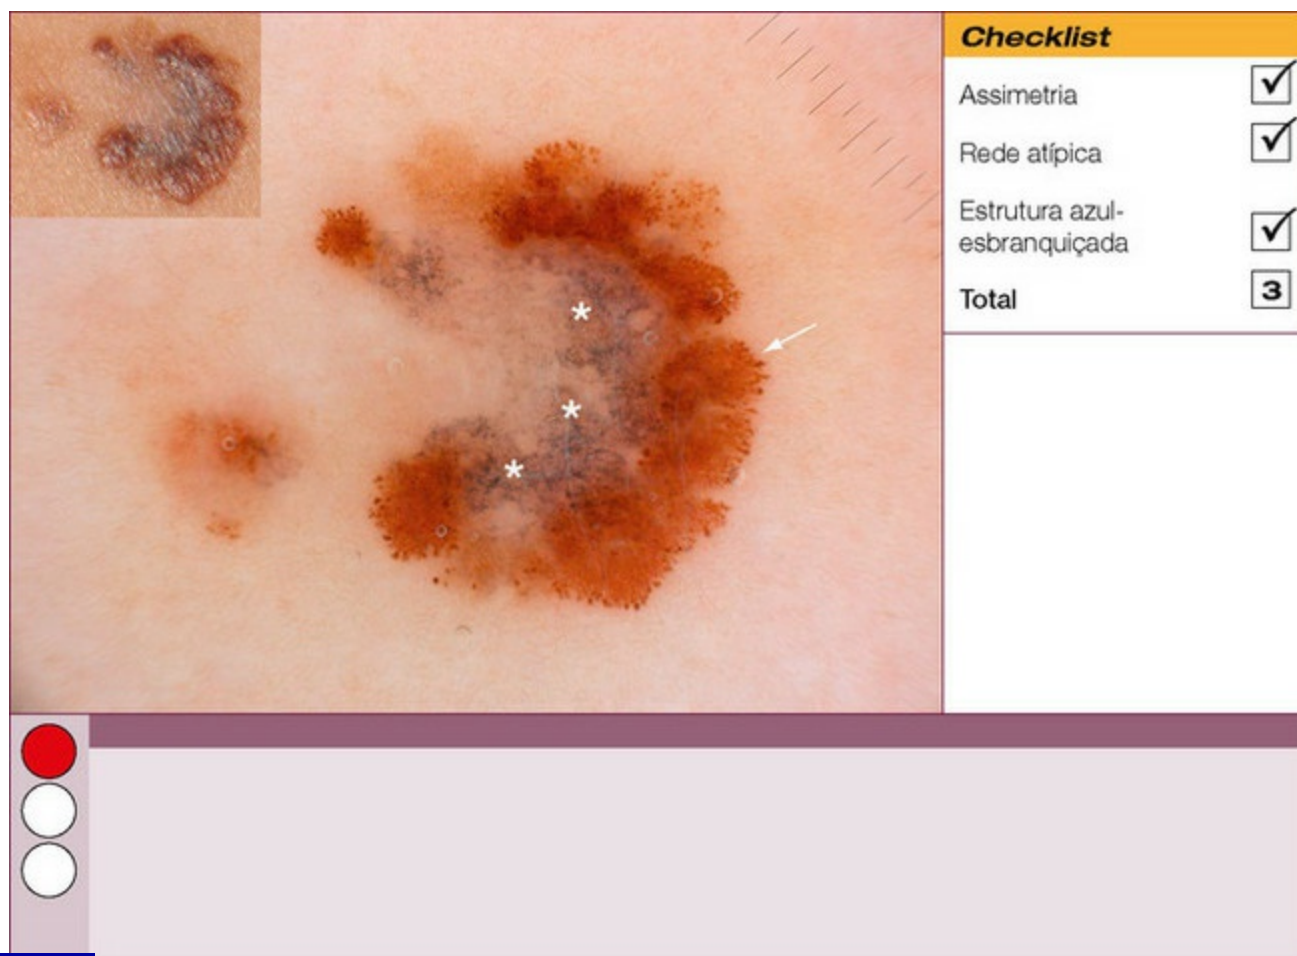 Checklist
Assimetria
Rede atípica
Estrutura azul-
esbranquiçada
Total 3